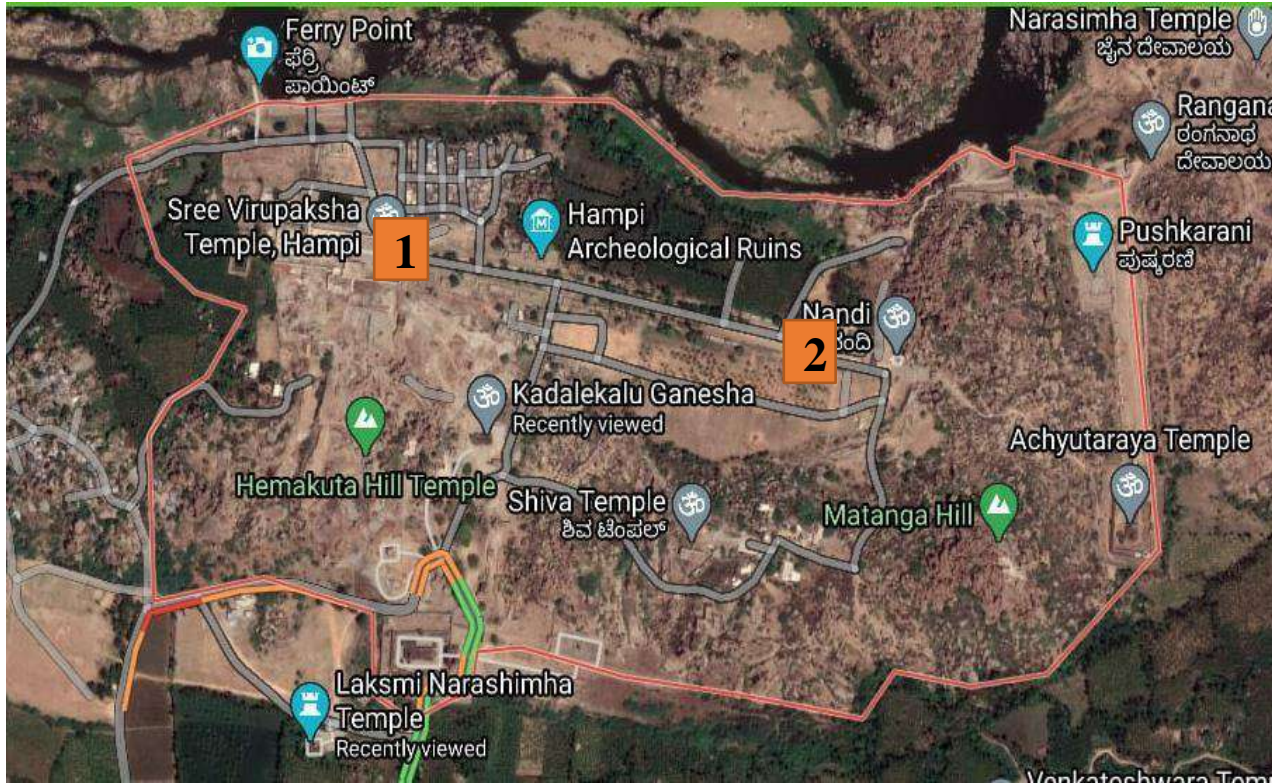 Ferry Point
ಫೆರ್ರಿ
ಪಾಯಿಂಟ್
Narasimha Temple
ಜೈನ ದೇವಾಲಯ
Rangana
ರಂಗನಾಥ
ದೇವಾಲಯ
Sree Virupaksha
Temple, Hampi
1
Hampi
Archeological Ruins
Pushkarani
ಪುಷ್ಕರಣಿ
Nandi
ನಂದಿ
2
Kadalekalu Ganesha
Recently viewed
Achyutaraya Temple
Hemakuta Hill Temple
Shiva Temple
ಶಿವ ಟೆಂಪಲ್
Matanga Hill
Laksmi Narashimha
Temple
Recently viewed
Venkateshwara Tem